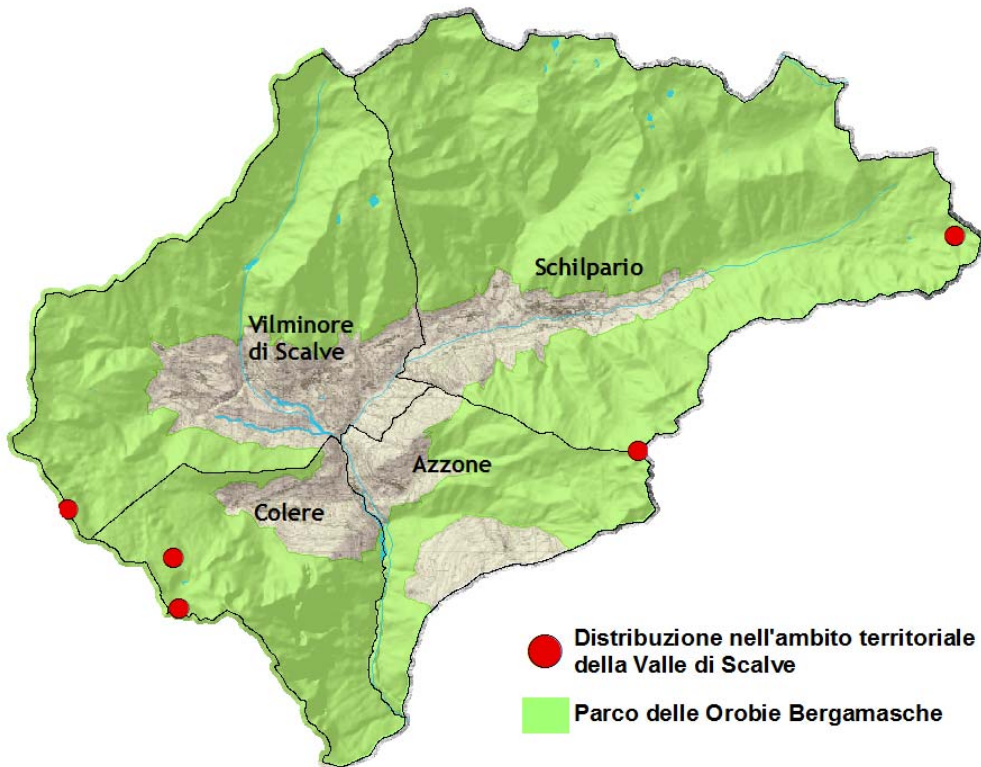 Schilpario
Vilminore
di Scalve
Azzone
Colere
Distribuzione nell'ambito territoriale
della Valle di Scalve
Parco delle Orobie Bergamasche